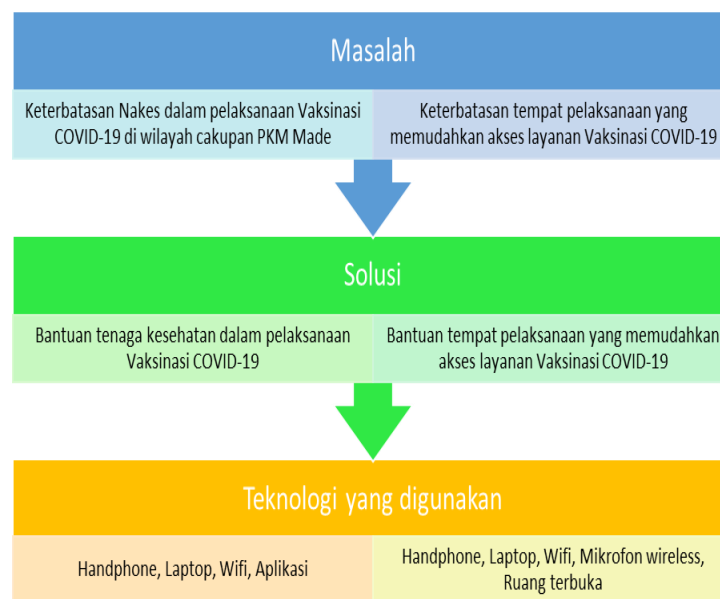 Masalah
Keterbatasan Nakes dalam pelaksanaan Vaksinasi
COVID-19 di wilayah cakupan PKM Made
Keterbatasan tempat pelaksanaan yang
memudahkan akses layanan Vaksinasi COVID-19
Solusi
Bantuan tenaga kesehatan dalam pelaksanaan
Vaksinasi COVID-19
Bantuan tempat pelaksanaan yang memudahkan
akses layanan Vaksinasi COVID-19
Teknologi yang digunakan
Handphone, Laptop, Wifi, Aplikasi
Handphone, Laptop, Wifi, Mikrofon wireless,
Ruang terbuka